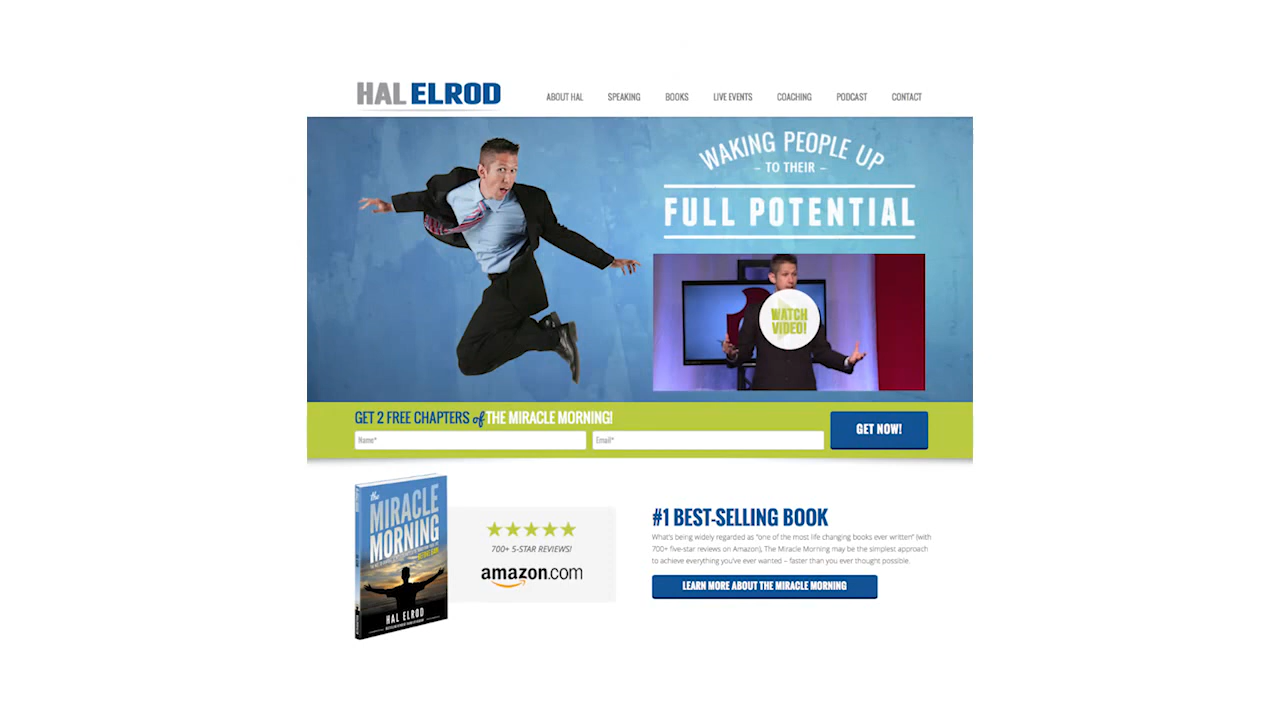 HAL ELROD
ABOUT HAL SPEAKING BOOKS LIVE EVENTS COACHING PODCAST CONTACT
WAKING PEOPLE UP
– TO THEIR –
FULL POTENTIAL
WATCH
VIDEO!
GET 2 FREE CHAPTERS of THE MIRACLE MORNING!
Name* Email* GET NOW!
the
MIRACLE
MORNING
HAL ELROD
700+ 5-STAR REVIEWS!
amazon.com
#1 BEST-SELLING BOOK
What's being widely regarded as "one of the most life changing books ever written" (with
700+ five-star reviews on Amazon), The Miracle Morning may be the simplest approach
to achieve everything you've ever wanted – faster than you ever thought possible.
LEARN MORE ABOUT THE MIRACLE MORNING